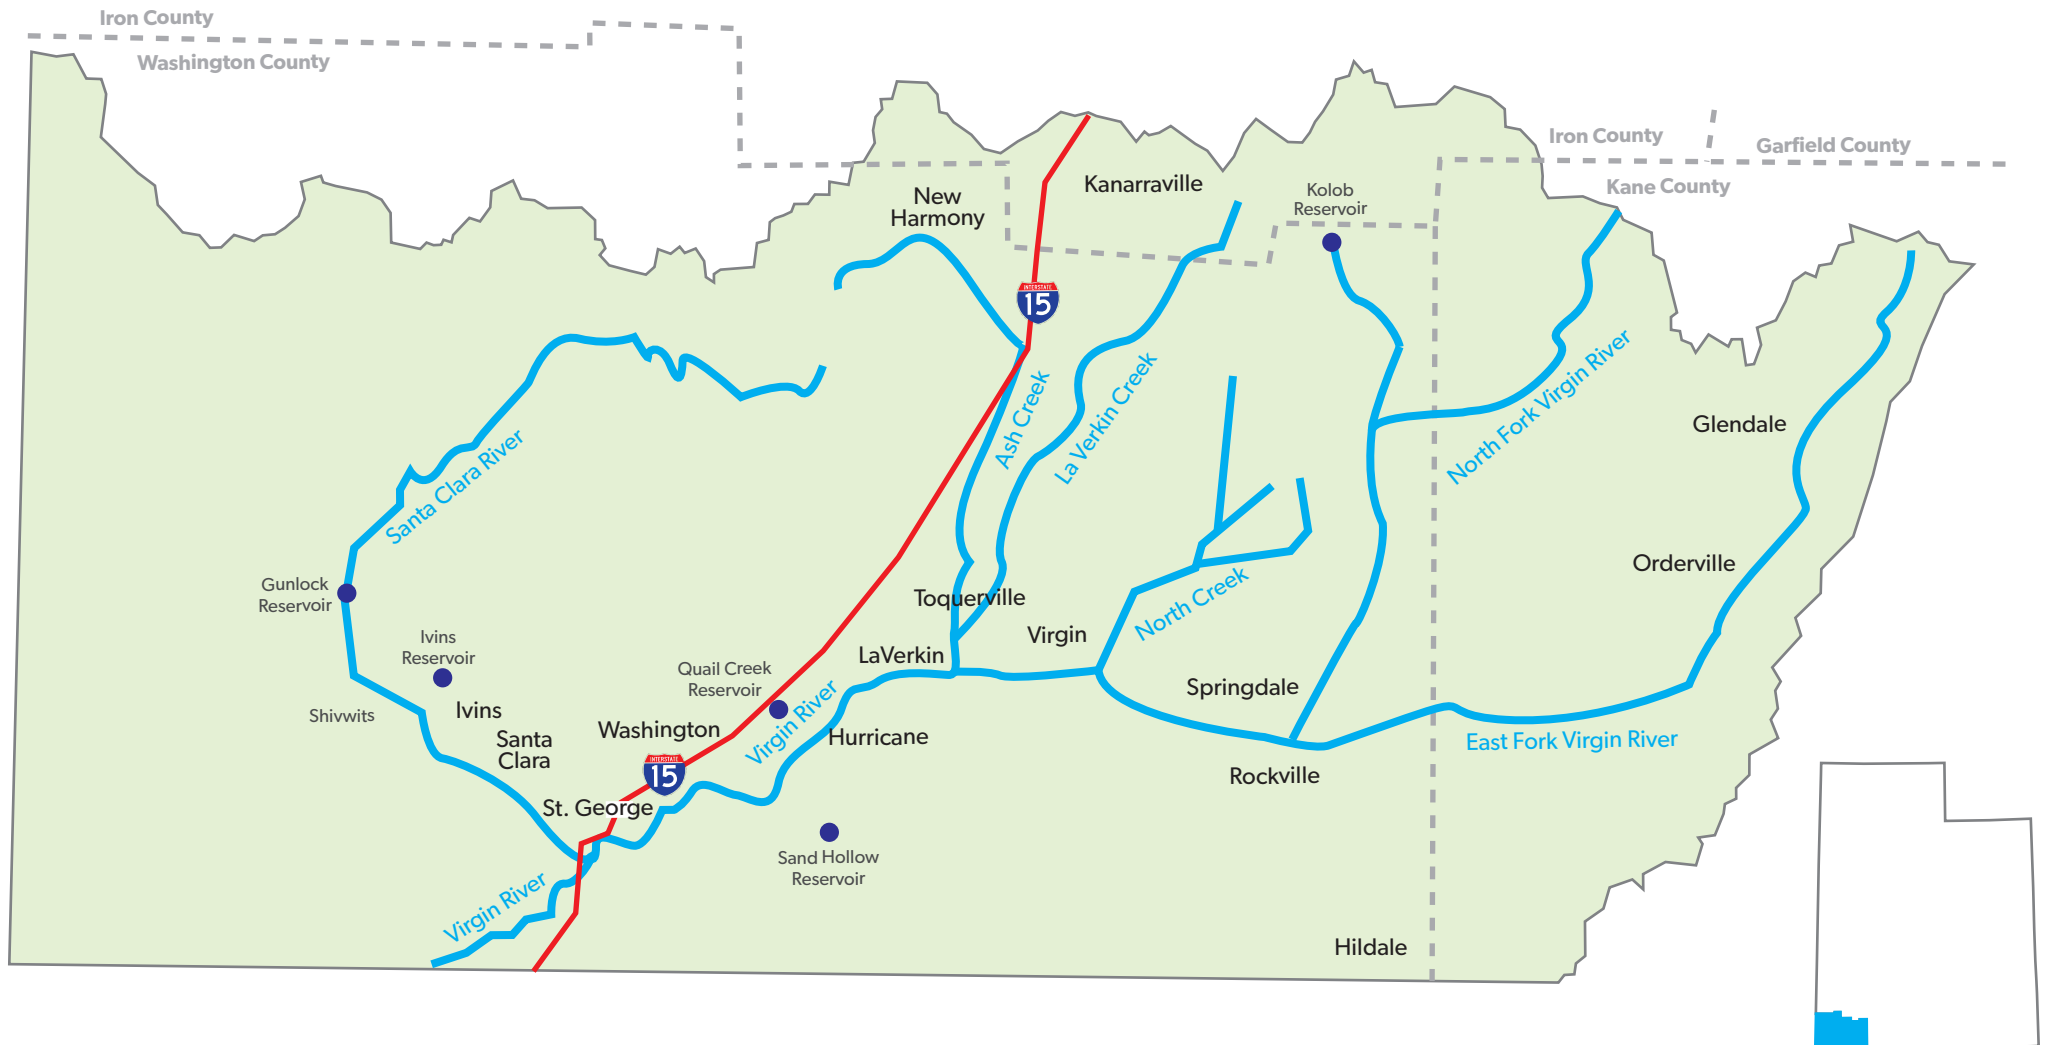 Iron County
Washington County
Iron County
Garfield County
Kane County
New
Harmony
Kanarraville
Kolob
Reservoir
INTERSTATE
15
Ash Creek
La Verkin Creek
North Fork Virgin River
Glendale
Santa Clara River
Orderville
Gunlock
Reservoir
Toquerville
North Creek
Ivins
Reservoir
Virgin
LaVerkin
Quail Creek
Reservoir
Springdale
Shivwits
Ivins
Washington
Virgin River
Hurricane
Santa
Clara
East Fork Virgin River
INTERSTATE
15
Rockville
St. George
Sand Hollow
Reservoir
Virgin River
Hildale